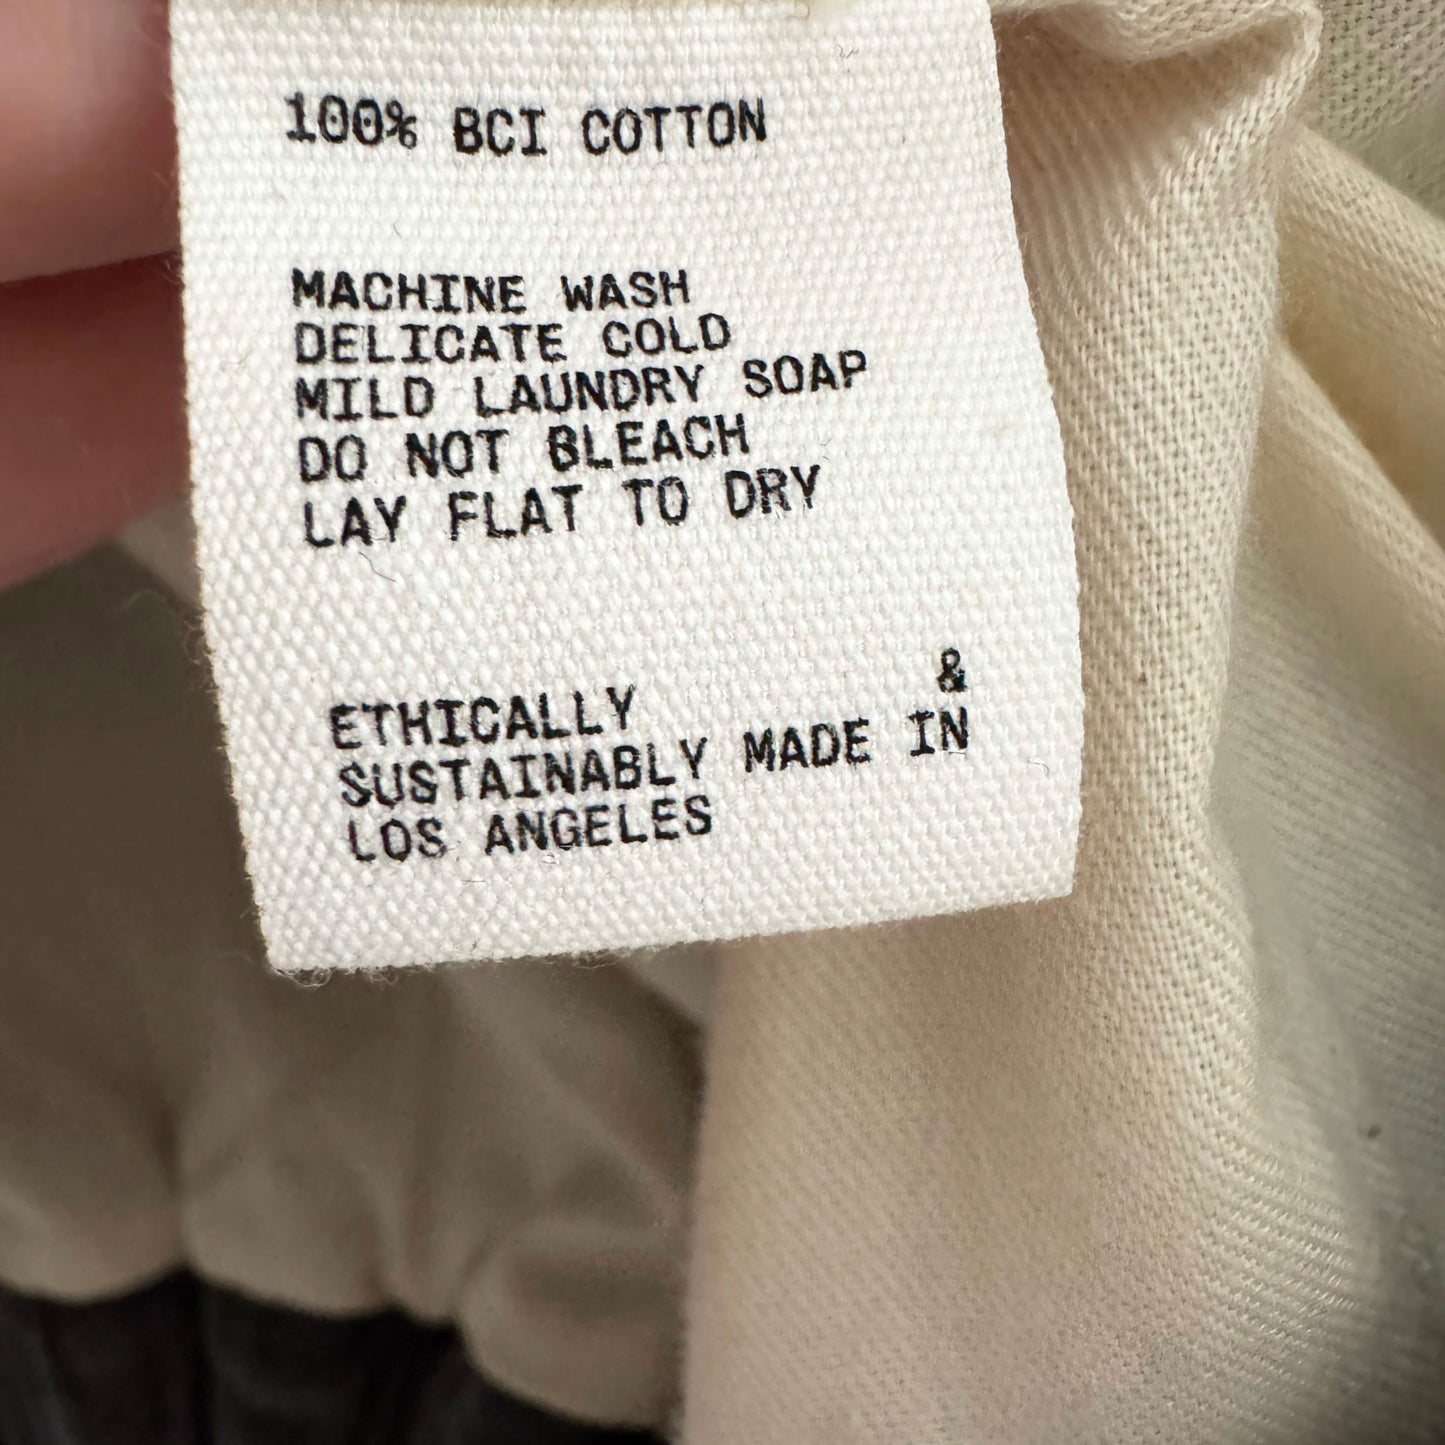 100% BCI COTTON
MACHINE WASH
DELICATE COLD
MILD LAUNDRY SOAP
DO NOT BLEACH
LAY FLAT TO DRY
ETHICALLY &
SUSTAINABLY MADE IN
LOS ANGELES